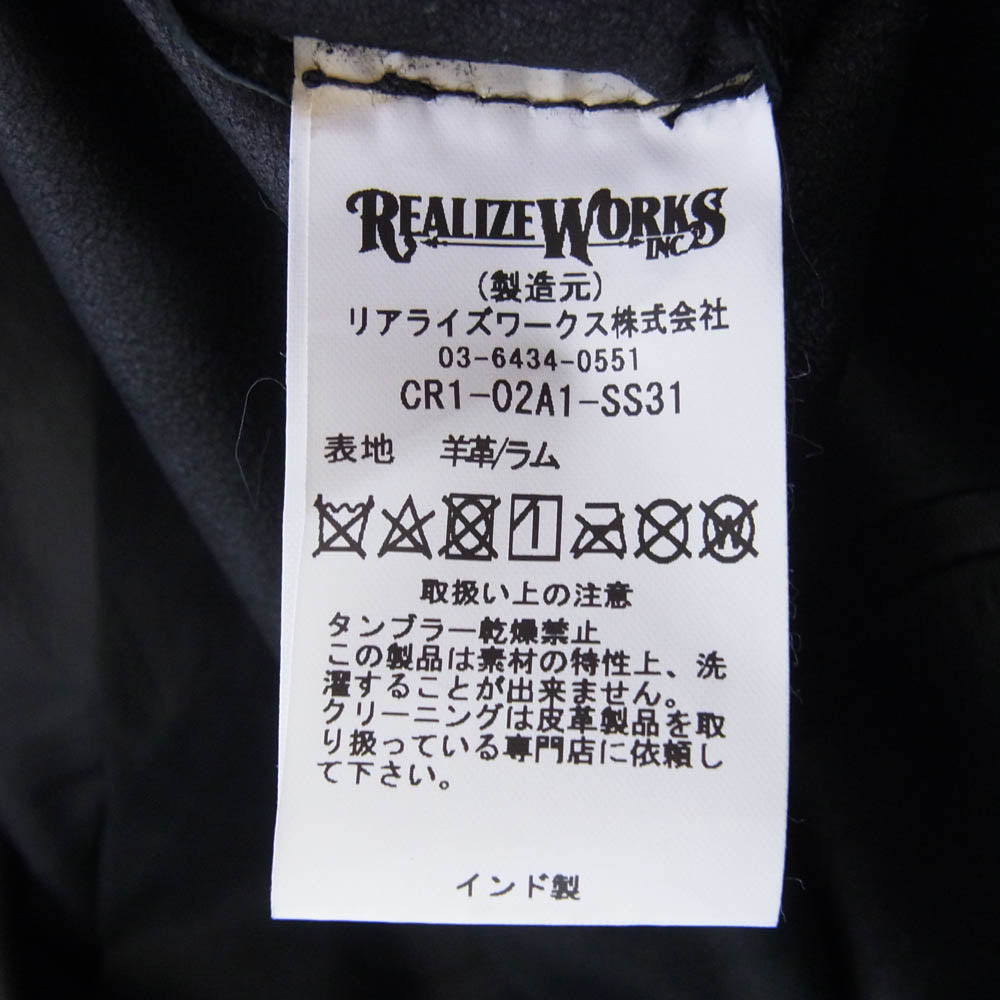 REALIZE WORKS
INC
(製造元)
リアライズワークス株式会社
03-6434-0551
CR1-02A1-SS31
表地 羊革/ラム
W
取扱い上の注意
タンブラー乾燥禁止
この製品は素材の特性上、洗
濯することが出来ません。
クリーニングは皮革製品を取
り扱っている専門店に依頼し
て下さい。
インド製